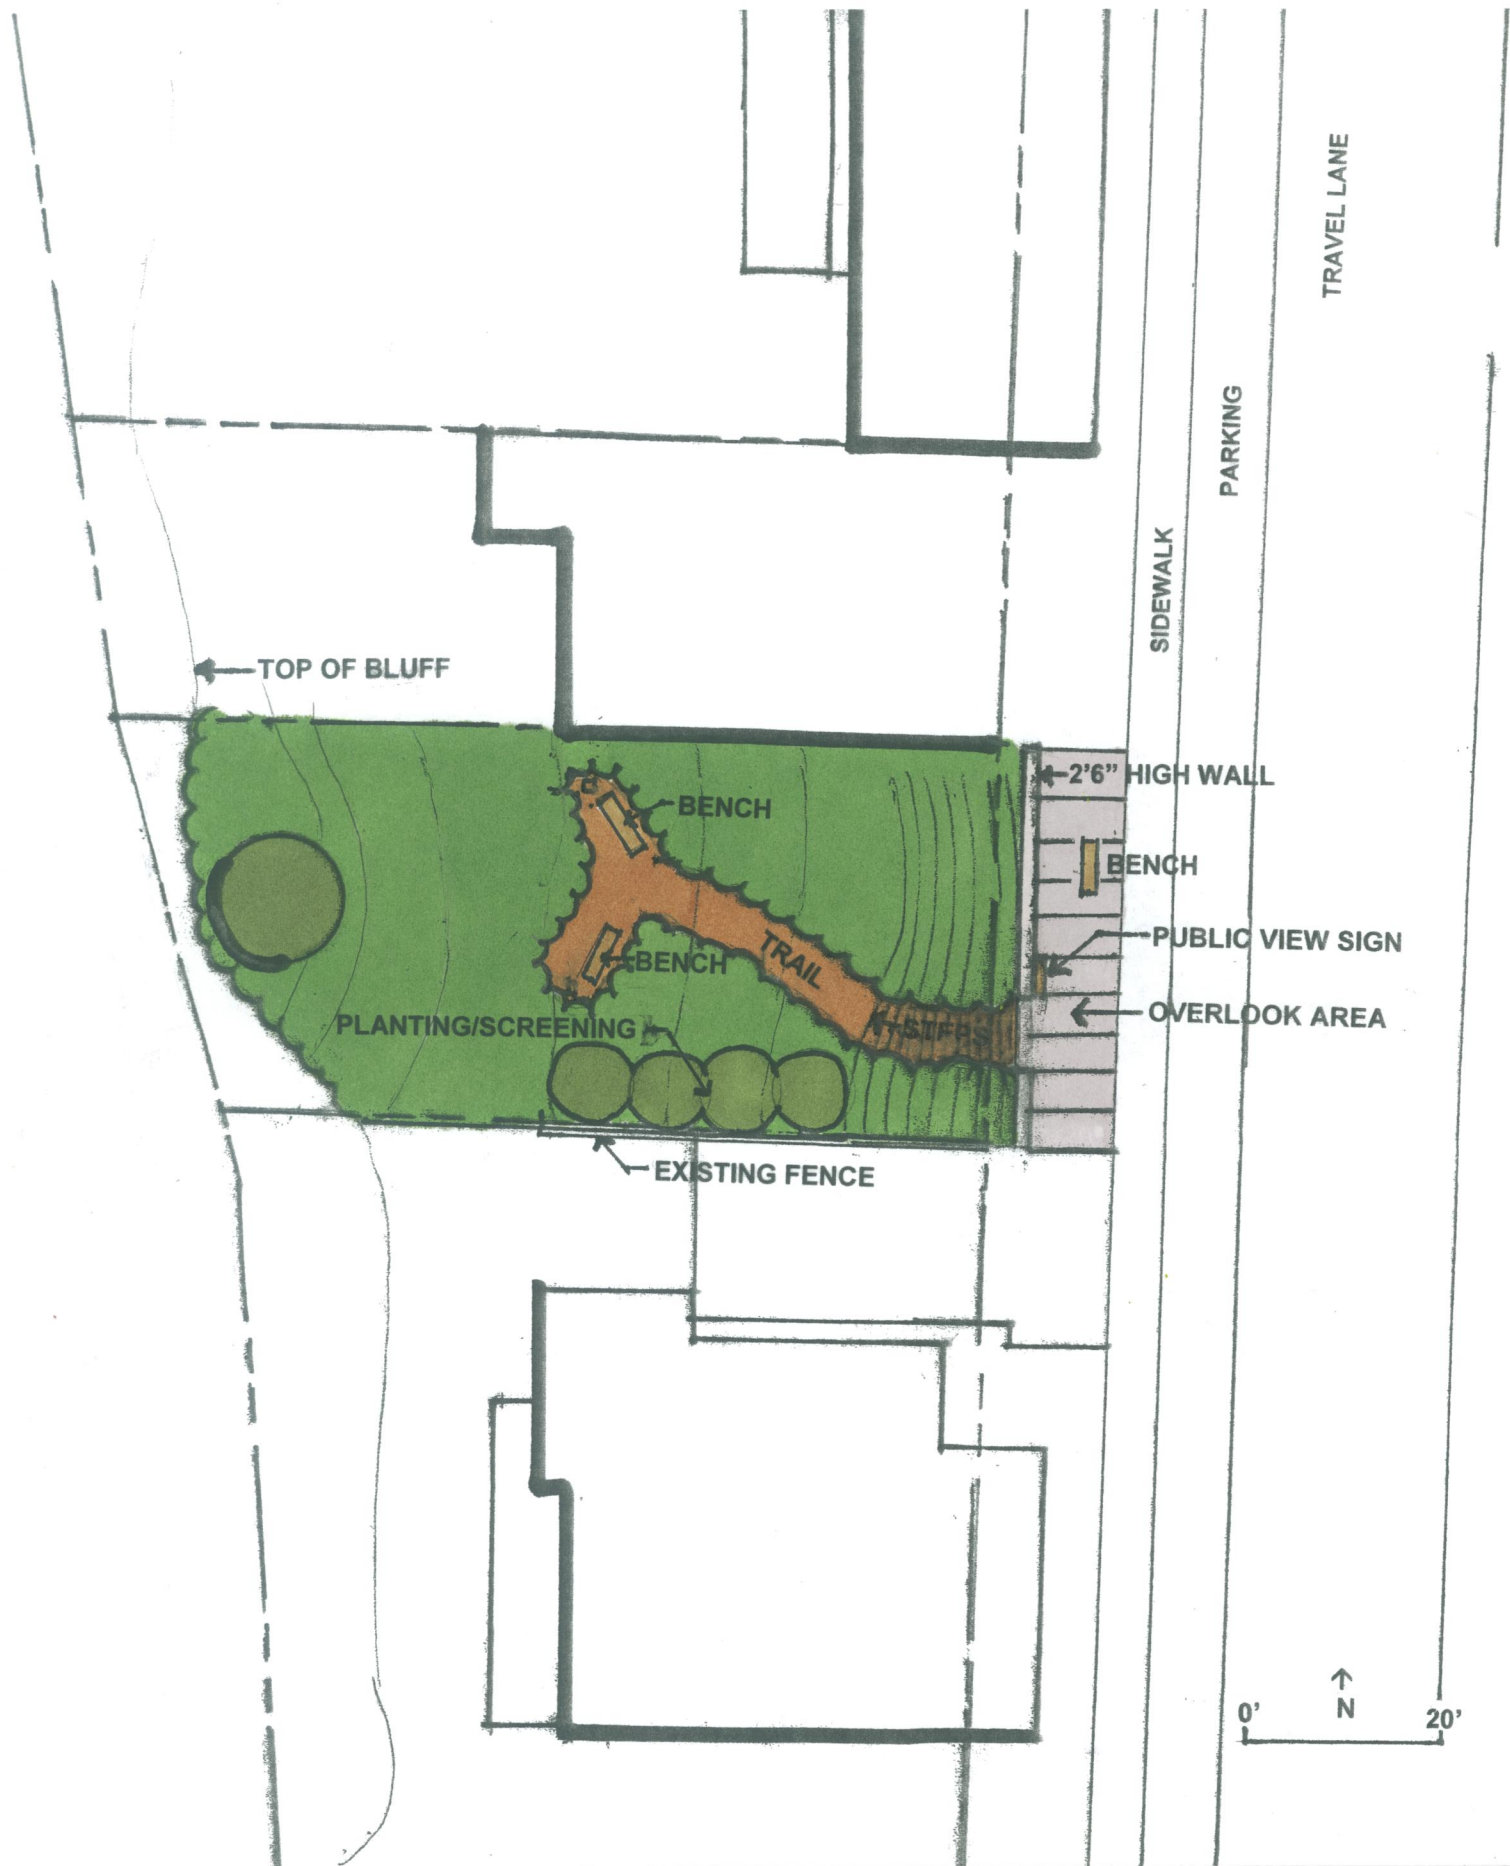 TRAVEL LANE
PARKING
SIDEWALK
TOP OF BLUFF
2'6" HIGH WALL
BENCH
BENCH
PUBLIC VIEW SIGN
TRAIL
BENCH
OVERLOOK AREA
PLANTING/SCREENING
STEPS
EXISTING FENCE
N
0'
20'